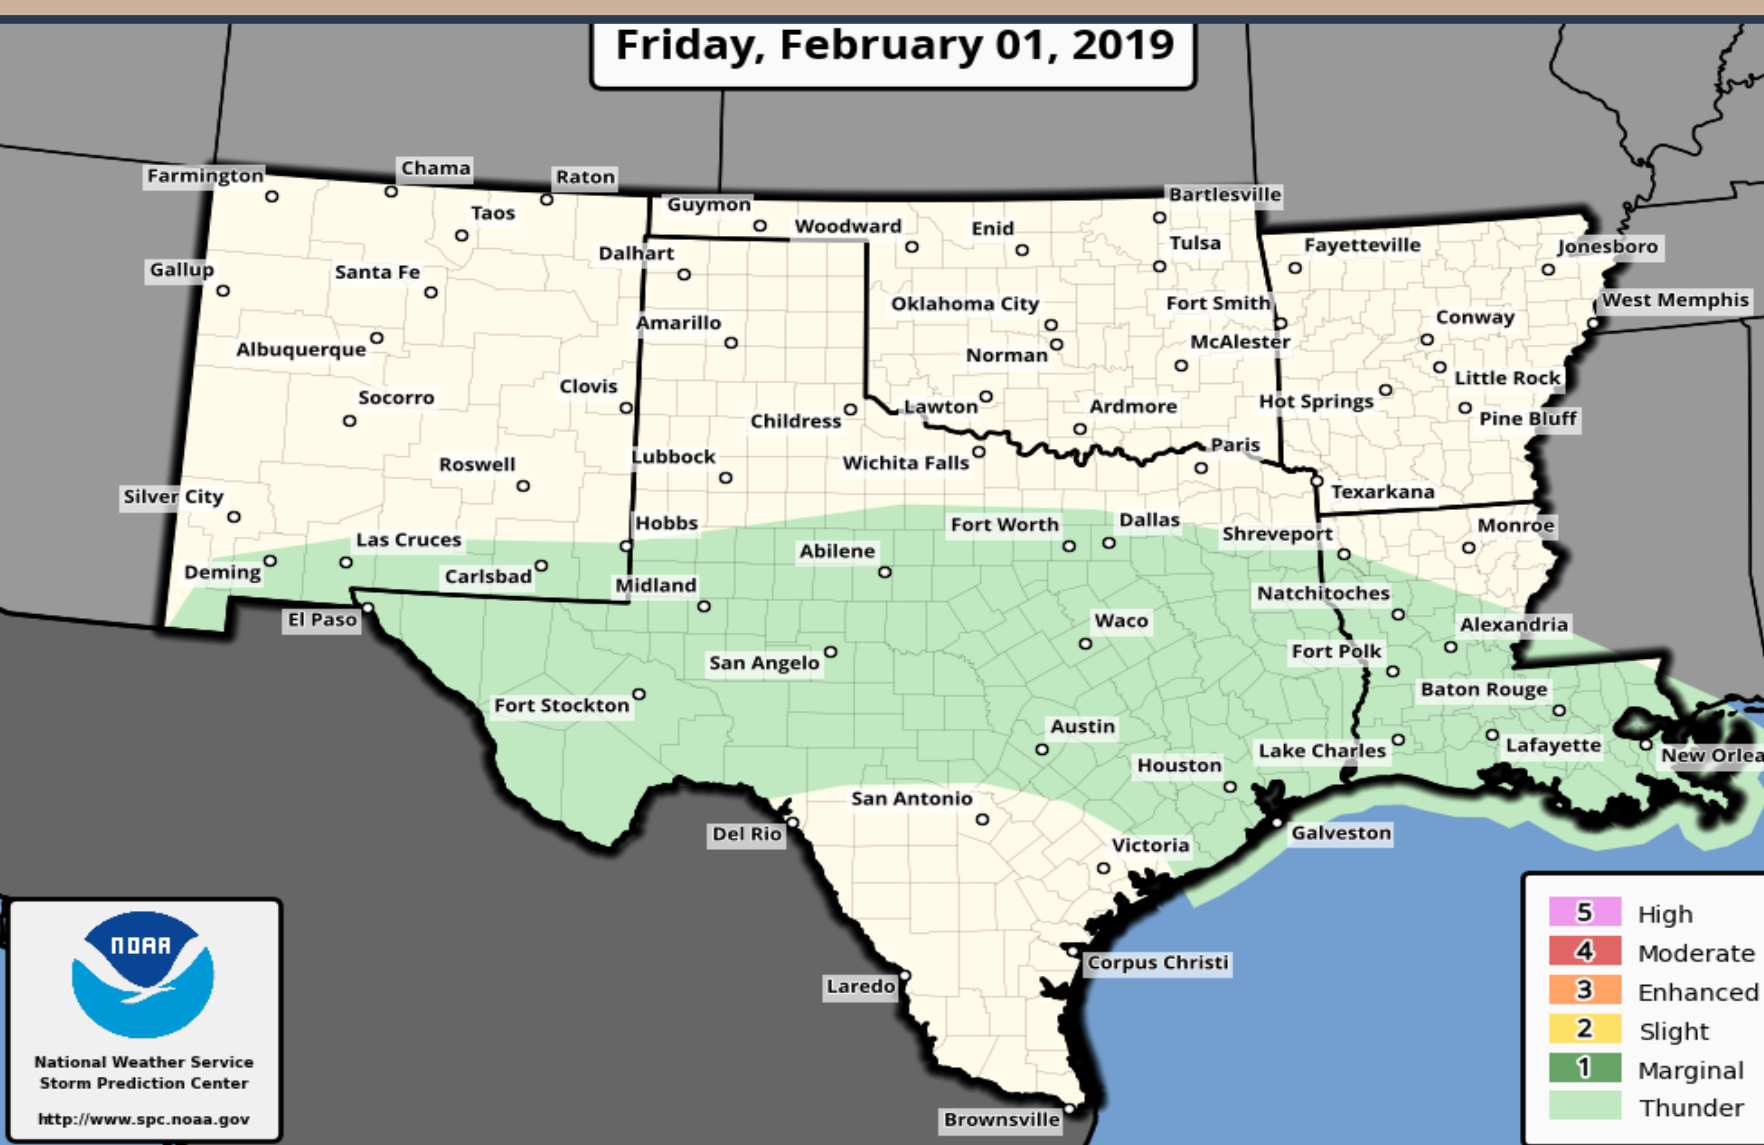 Friday, February 01, 2019
Farmington
Chama
Raton
Taos
Guymon
Woodward
Enid
Bartlesville
Tulsa
Fayetteville
Jonesboro
Gallup
Santa Fe
Dalhart
Oklahoma City
Fort Smith
West Memphis
Conway
Amarillo
Norman
McAlester
Albuquerque
Little Rock
Clovis
Socorro
Childress
Lawton
Ardmore
Hot Springs
Pine Bluff
Roswell
Lubbock
Wichita Falls
Paris
Texarkana
Silver City
Hobbs
Fort Worth
Dallas
Shreveport
Monroe
Las Cruces
Abilene
Deming
Carlsbad
Midland
Natchitoches
El Paso
Waco
Alexandria
San Angelo
Fort Polk
Fort Stockton
Baton Rouge
Austin
Lake Charles
Lafayette
New Orlea
Houston
San Antonio
Del Rio
Galveston
Victoria
Corpus Christi
Laredo
Brownsville
NOAA
National Weather Service
Storm Prediction Center
http://www.spc.noaa.gov
5 High
4 Moderate
3 Enhanced
2 Slight
1 Marginal
Thunder